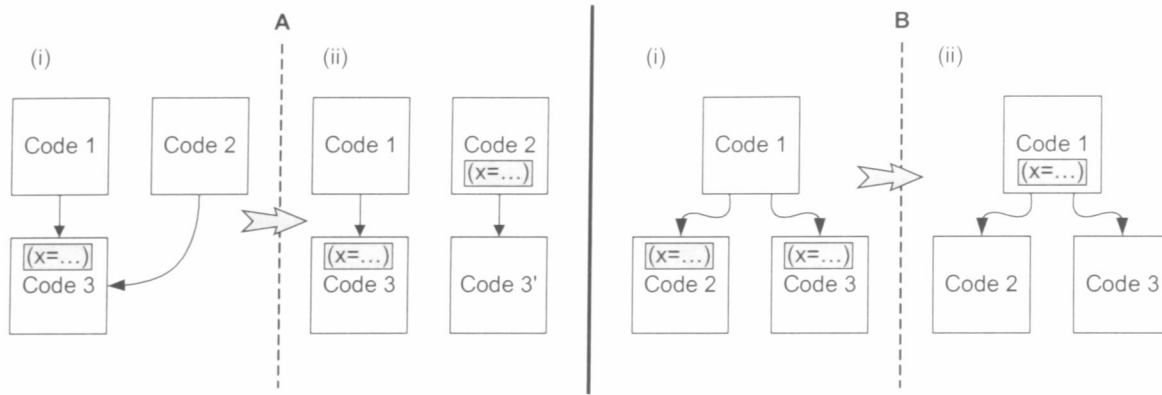 A
(i)
(ii)
Code 1
Code 2
Code 1
Code 2
(x=...)
(x=...)
Code 3
(x=...)
Code 3
Code 3'
B
(i)
(ii)
Code 1
Code 1
(x=...)
(x=...)
Code 2
(x=...)
Code 3
Code 2
Code 3